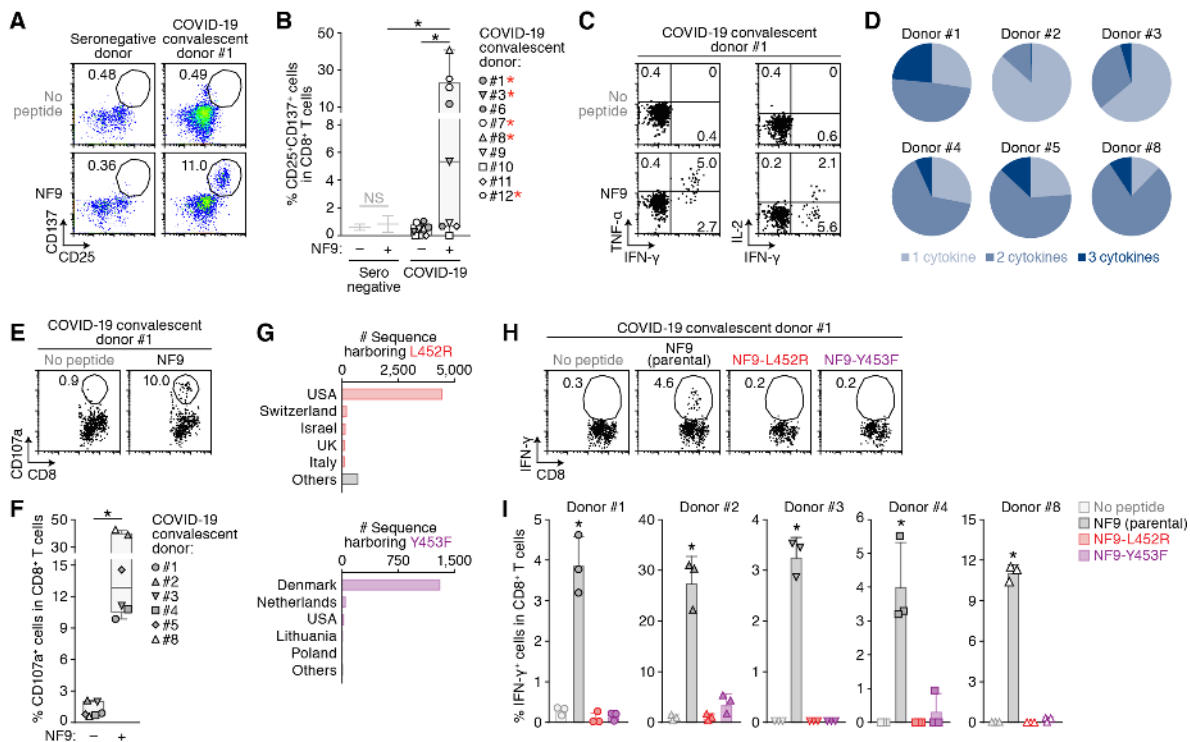 A
Seronegative
donor
COVID-19
convalescent
donor #1
No
peptide
0.48
0.49
NF9
0.36
11.0
CD137
CD25
B
% CD25+CD137+ cells
in CD8+ T cells
50
30
10
8
6
4
2
0
*
*
NS
NF9:
–
+
–
+
Sero
negative
COVID-19
COVID-19
convalescent
donor:
#1*
#3*
#6
#7*
#8*
#9
#10
#11
#12*
C
COVID-19 convalescent
donor #1
No
peptide
0.4
0
0.4
0.4
0
0.6
NF9
0.4
5.0
2.7
0.2
2.1
5.6
TNF-α
IFN-γ
IL-2
IFN-γ
D
Donor #1
Donor #2
Donor #3
Donor #4
Donor #5
Donor #8
1 cytokine
2 cytokines
3 cytokines
E
COVID-19 convalescent
donor #1
No peptide
NF9
0.9
10.0
CD107a
CD8
F
% CD107a+ cells in CD8+ T cells
50
30
15
12
9
6
3
0
*
NF9:
–
+
COVID-19
convalescent
donor:
#1
#2
#3
#4
#5
#8
G
# Sequence
harboring L452R
0
2,500
5,000
USA
Switzerland
Israel
UK
Italy
Others
# Sequence
harboring Y453F
0
750
1,500
Denmark
Netherlands
USA
Lithuania
Poland
Others
H
COVID-19 convalescent donor #1
No peptide
NF9
(parental)
NF9-L452R
NF9-Y453F
0.3
4.6
0.2
0.2
IFN-γ
CD8
I
% IFN-γ+ cells in CD8+ T cells
Donor #1
5
4
3
2
1
0
*
Donor #2
40
30
20
10
0
*
Donor #3
4
3
2
1
0
*
Donor #4
6
5
4
3
2
1
0
*
Donor #8
15
12
9
6
3
0
*
No peptide
NF9 (parental)
NF9-L452R
NF9-Y453F